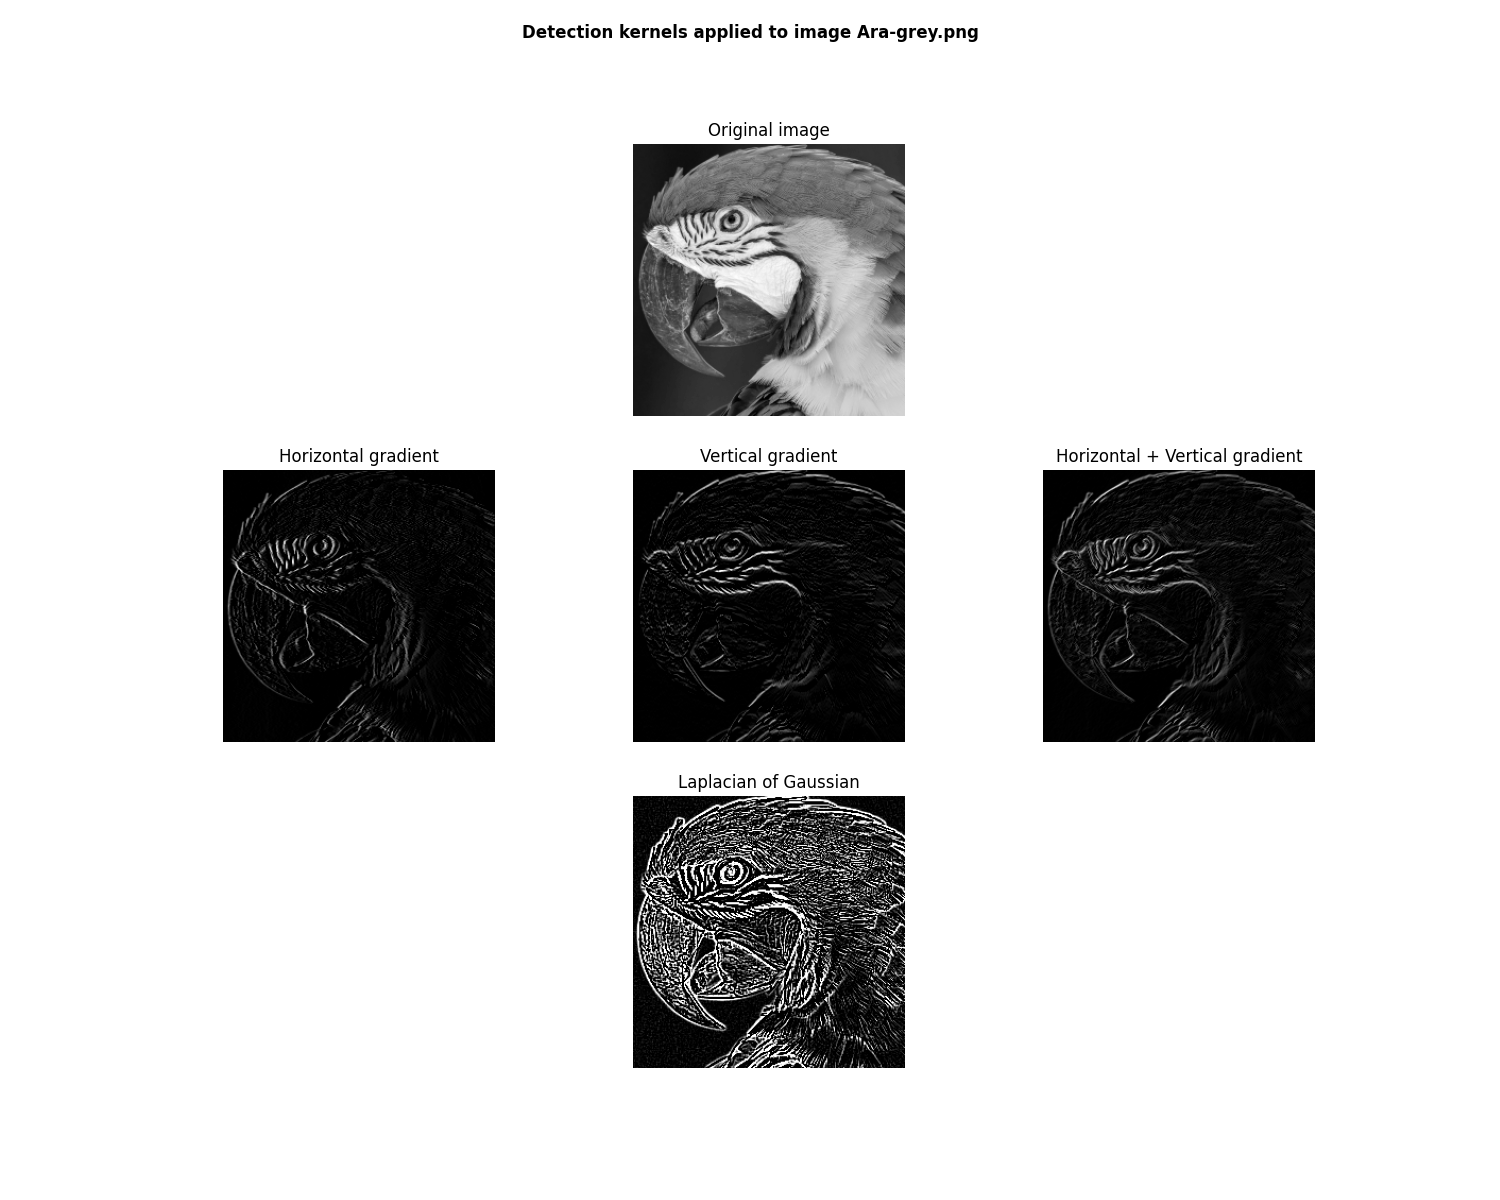 Detection kernels applied to image Ara-grey.png
Original image
Horizontal gradient
Vertical gradient
Horizontal + Vertical gradient
Laplacian of Gaussian